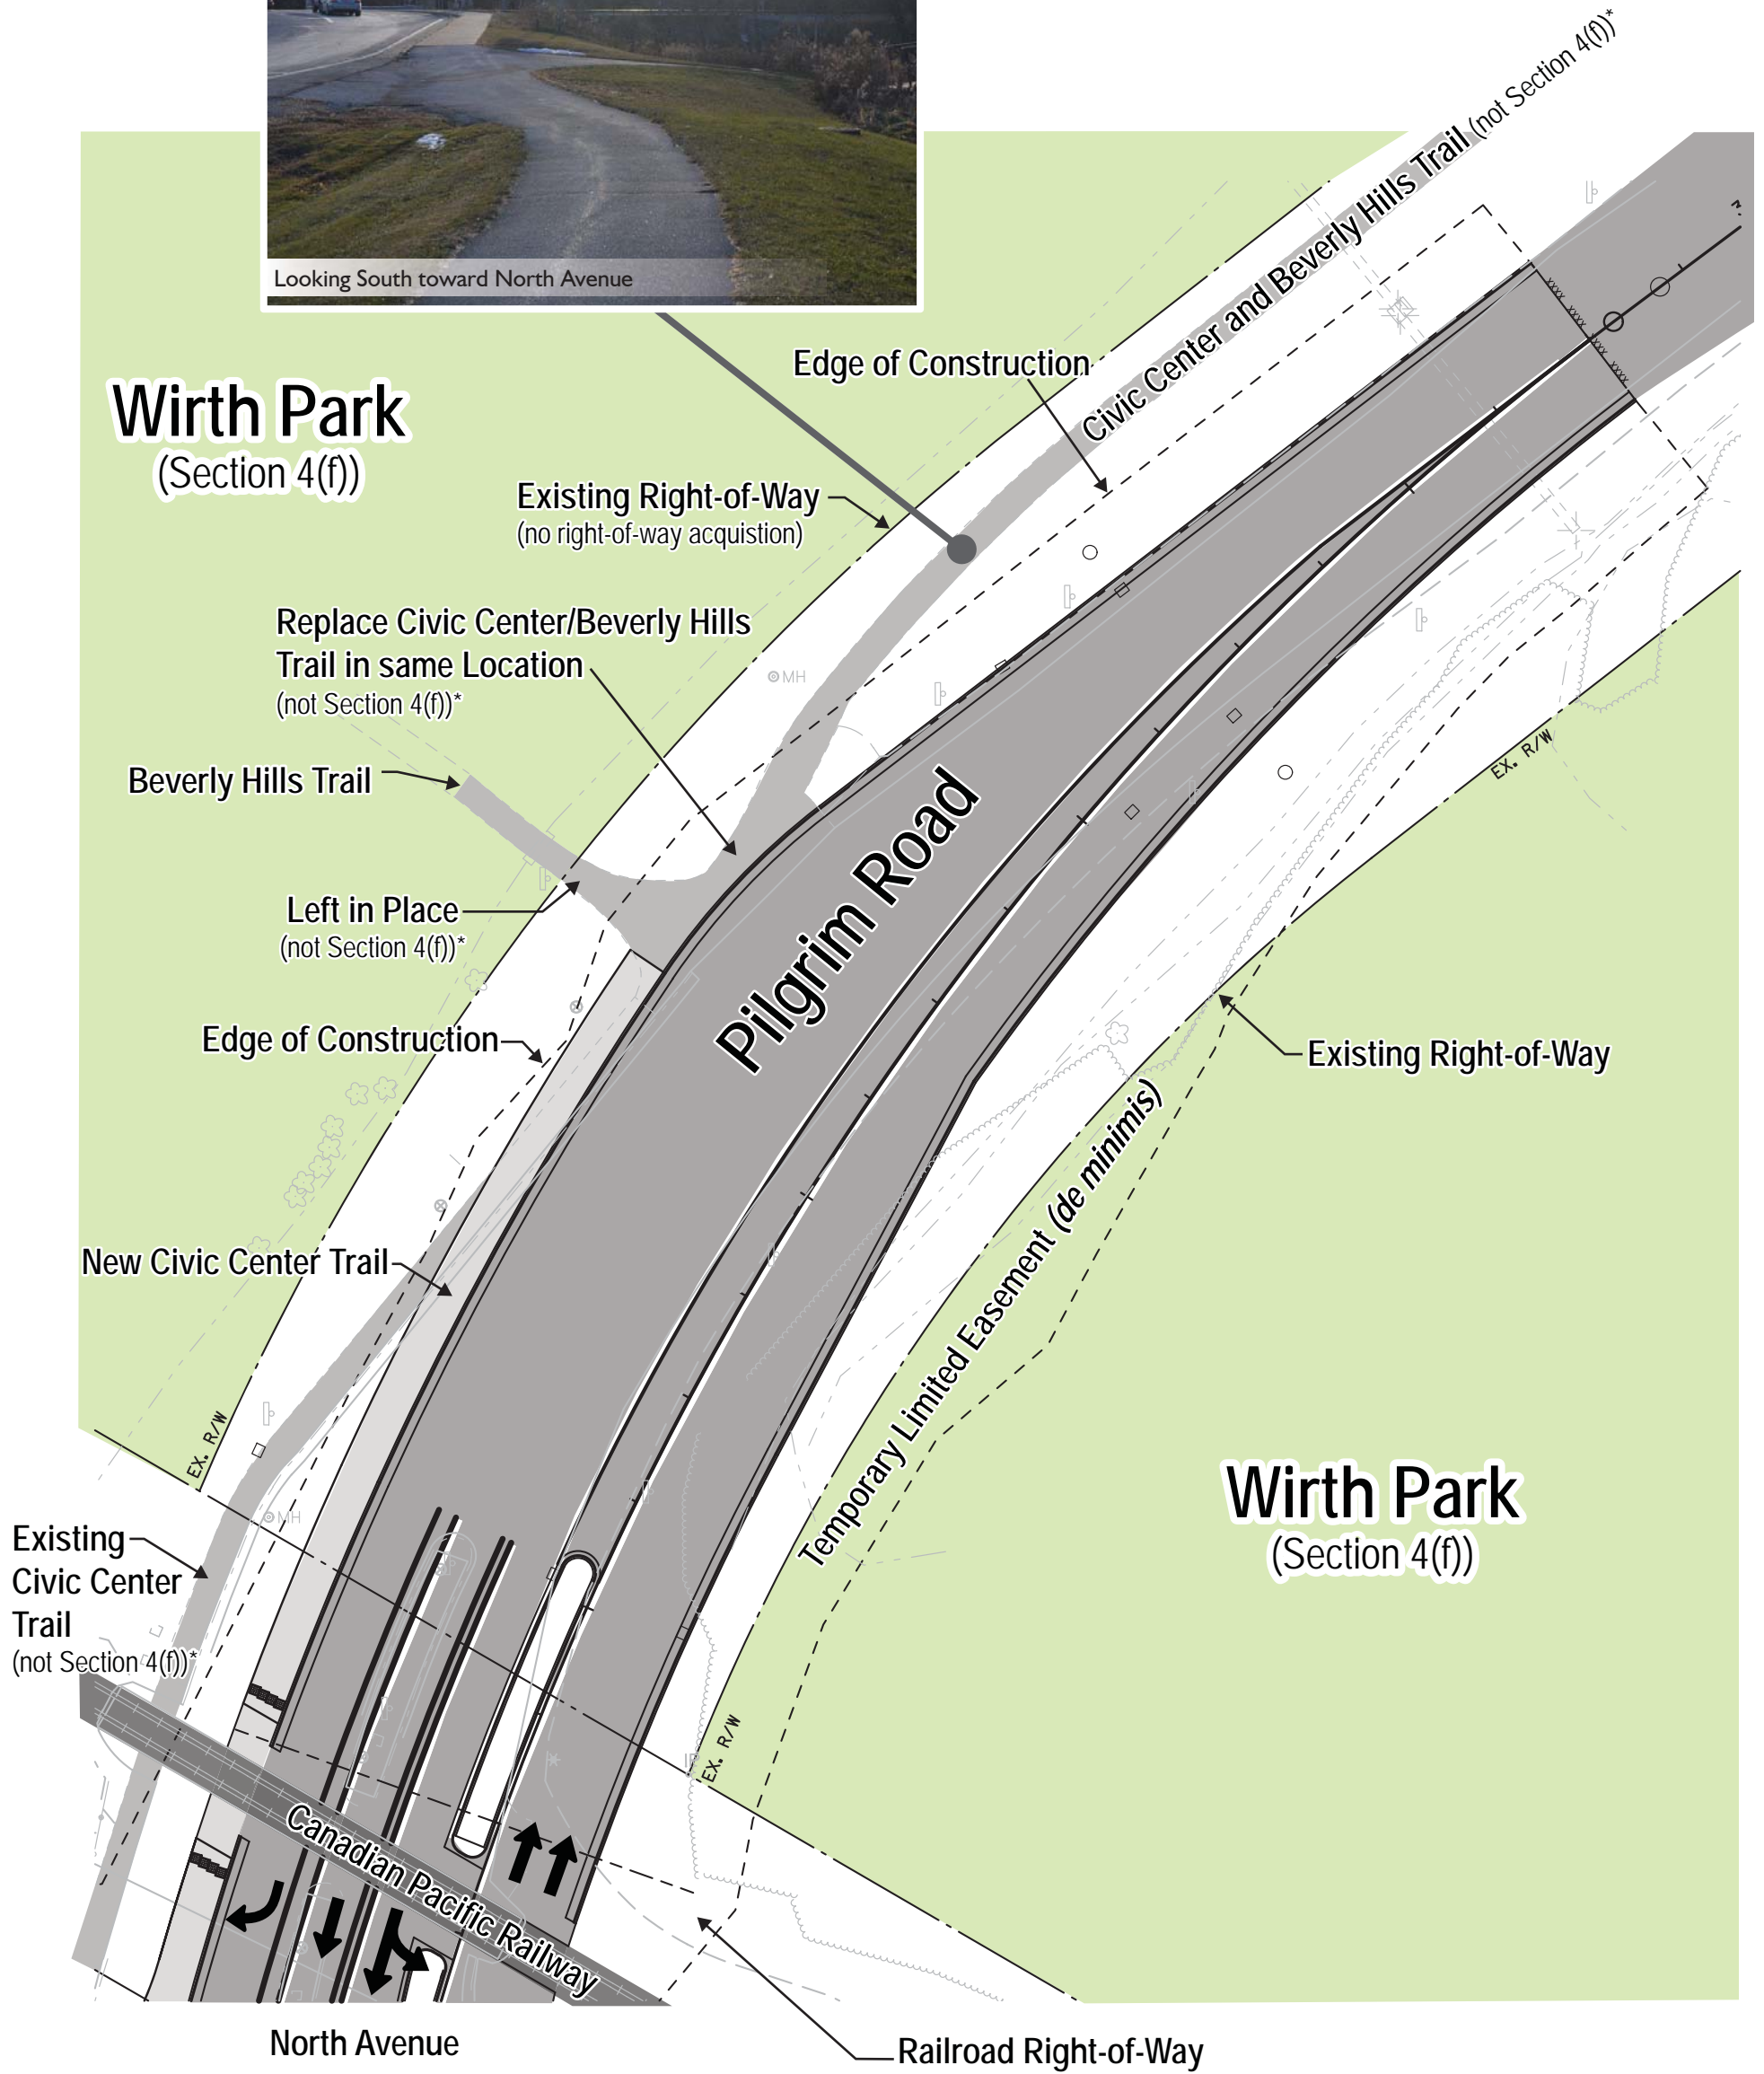 Looking South toward North Avenue
Civic Center and Beverly Hills Trail (not Section 4(f))*
Edge of Construction
Wirth Park
(Section 4(f))
Existing Right-of-Way
(no right-of-way acquistion)
Replace Civic Center/Beverly Hills
Trail in same Location
(not Section 4(f))*
MH
Beverly Hills Trail
EX. R/W
Pilgrim Road
Left in Place
(not Section 4(f))*
Edge of Construction
Existing Right-of-Way
New Civic Center Trail
Temporary Limited Easement (de minimis)
EX. R/W
Wirth Park
(Section 4(f))
MH
Existing
Civic Center
Trail
(not Section 4(f))*
EX. R/W
Canadian Pacific Railway
North Avenue
Railroad Right-of-Way